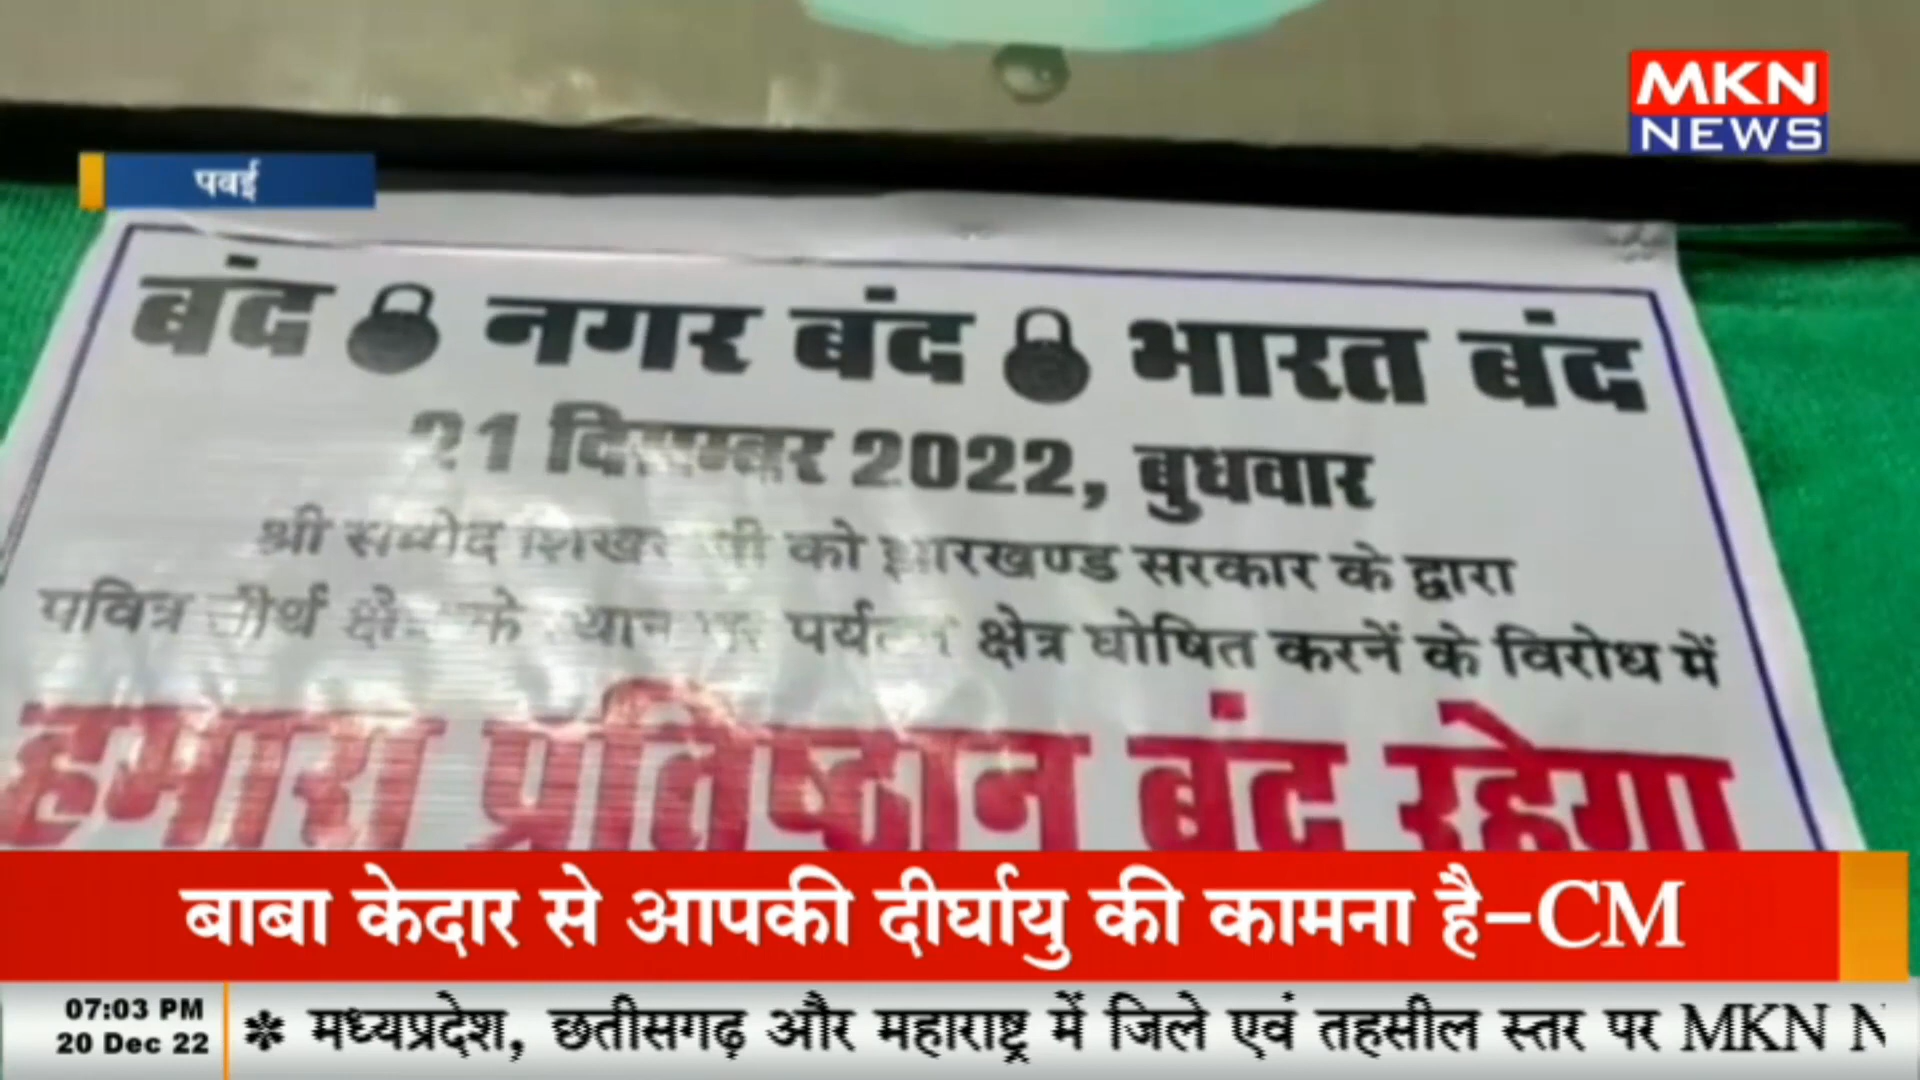 MKN
NEWS
पवई
बंद नगर बंद भारत बंद
21 दिसम्बर 2022, बुधवार
श्री सम्मेद शिखर जी को झारखण्ड सरकार के द्वारा
पवित्र तीर्थ क्षेत्र के स्थान पर पर्यटन क्षेत्र घोषित करनें के विरोध में
हमारा प्रतिष्ठान बंद रहेगा
बाबा केदार से आपकी दीर्घायु की कामना है-CM
07:03 PM
20 Dec 22
✽ मध्यप्रदेश, छत्तीसगढ़ और महाराष्ट्र में जिले एवं तहसील स्तर पर MKN